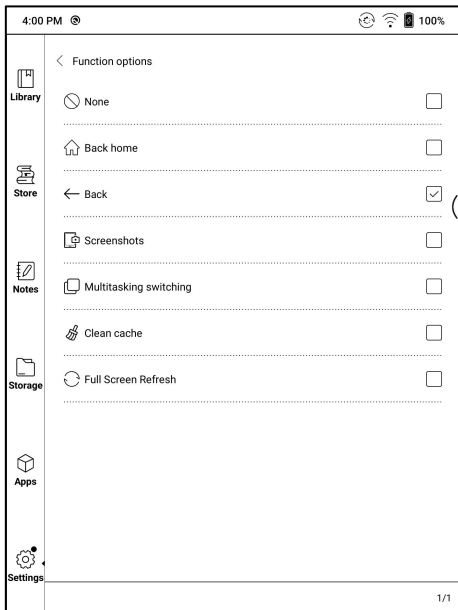 4:00 PM 100%
Function options
None
Back home
Back
Screenshots
Multitasking switching
Clean cache
Full Screen Refresh
Library
Store
Notes
Storage
Apps
Settings
1/1